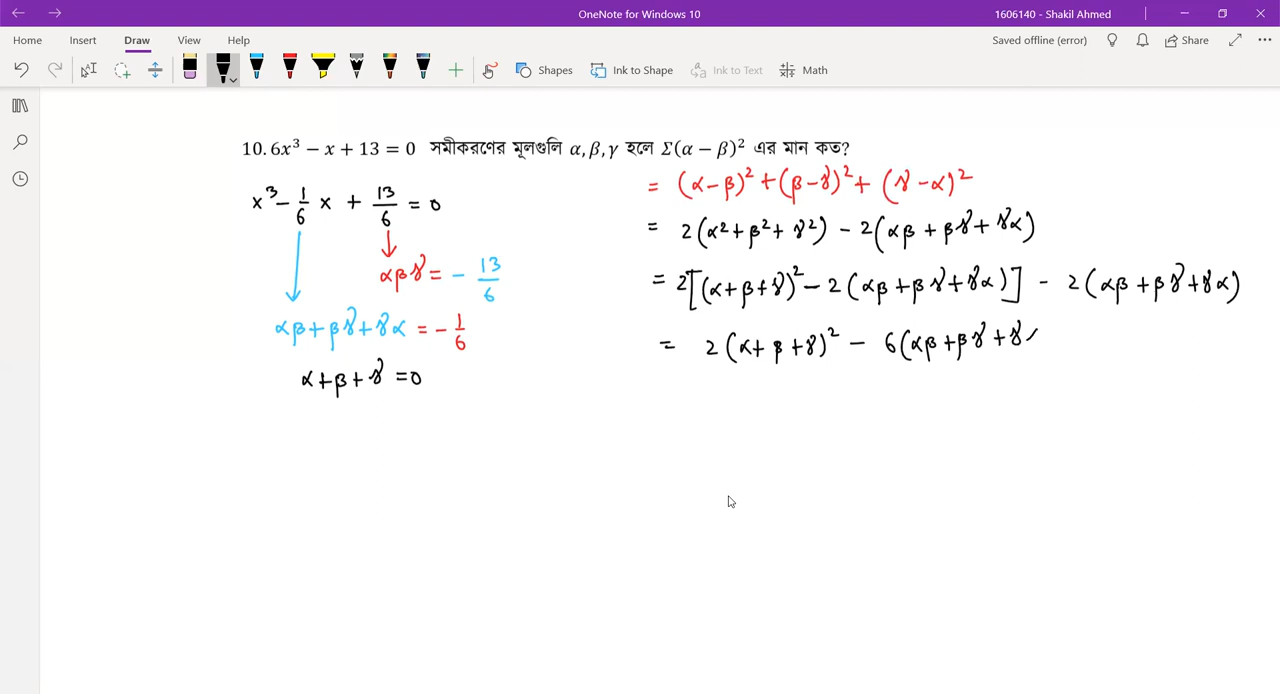 OneNote for Windows 10
1606140 - Shakil Ahmed
Home Insert Draw View Help
Saved offline (error)
Share
Shapes
Ink to Shape
Ink to Text
Math
10. 6x³ − x + 13 = 0 সমীকরণের মূলগুলি α, β, γ হলে Σ(α − β)² এর মান কত?
x³ - 1/6 x + 13/6 = 0
αβγ = - 13/6
αβ + βγ + γα = - 1/6
α + β + γ = 0
= (α-β)² + (β-γ)² + (γ-α)²
= 2(α² + β² + γ²) - 2(αβ + βγ + γα)
= 2[(α+β+γ)² - 2(αβ+βγ+γα)] - 2(αβ+βγ+γα)
= 2(α+β+γ)² - 6(αβ+βγ+γ